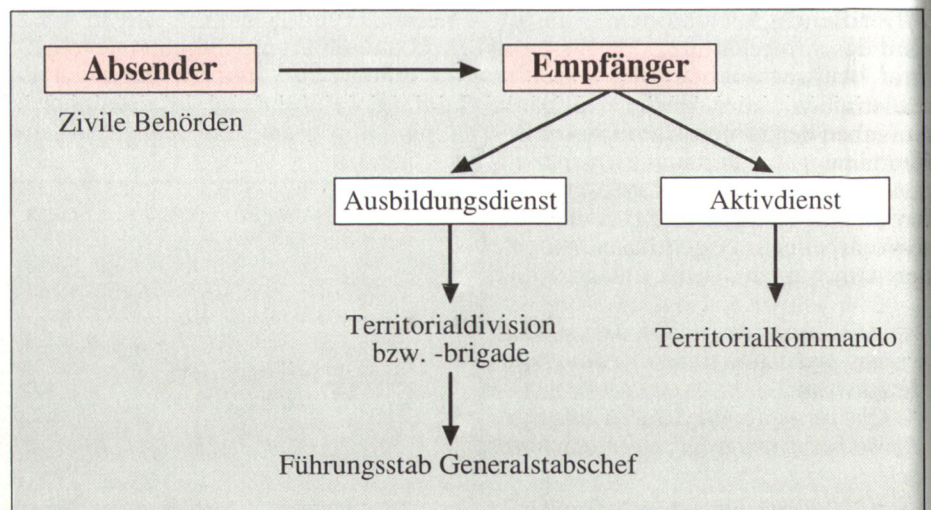 Absender
Empfänger
Zivile Behörden
Ausbildungsdienst
Aktivdienst
Territorialdivision
bzw. -brigade
Territorialkommando
Führungsstab Generalstabschef